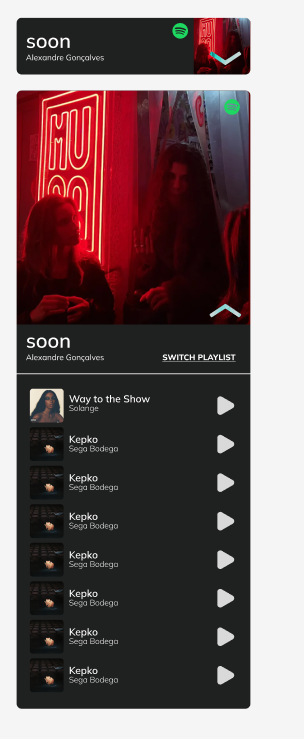 soon
Alexandre Gonçalves
soon
Alexandre Gonçalves
SWITCH PLAYLIST
Way to the Show
Solange
Kepko
Sega Bodega
Kepko
Sega Bodega
Kepko
Sega Bodega
Kepko
Sega Bodega
Kepko
Sega Bodega
Kepko
Sega Bodega
Kepko
Sega Bodega